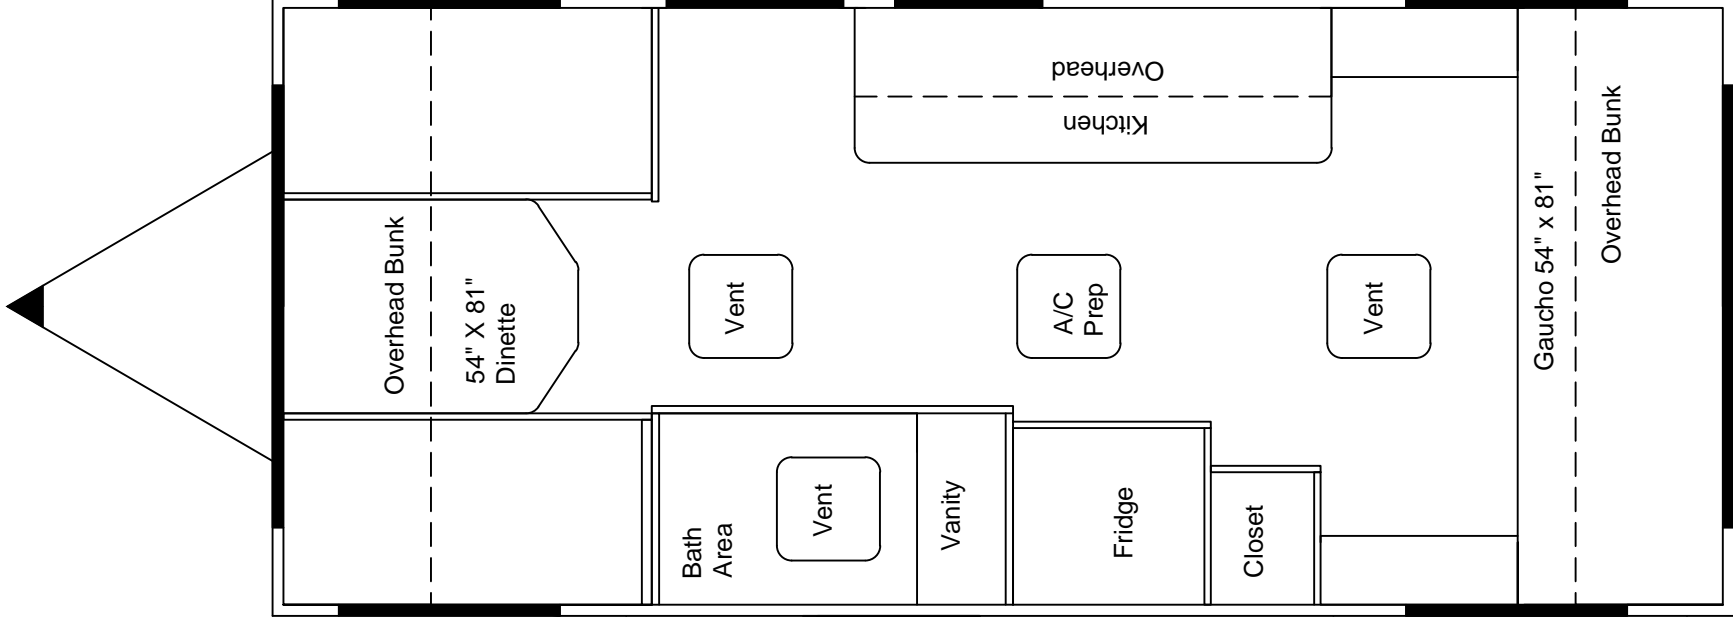 Overhead Bunk
54" X 81"
Dinette
Vent
A/C
Prep
Vent
Overhead
Kitchen
Gaucho 54" x 81"
Overhead Bunk
Bath
Area
Vent
Vanity
Fridge
Closet